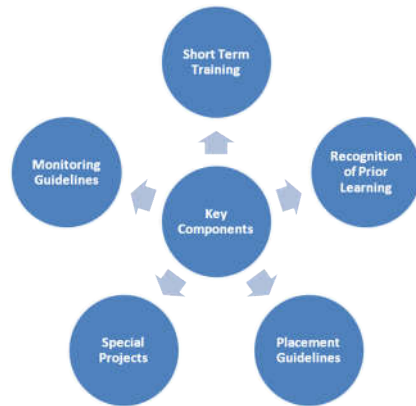 Short Term
Training
Monitoring
Guidelines
Recognition
of Prior
Learning
Key
Components
Special
Projects
Placement
Guidelines